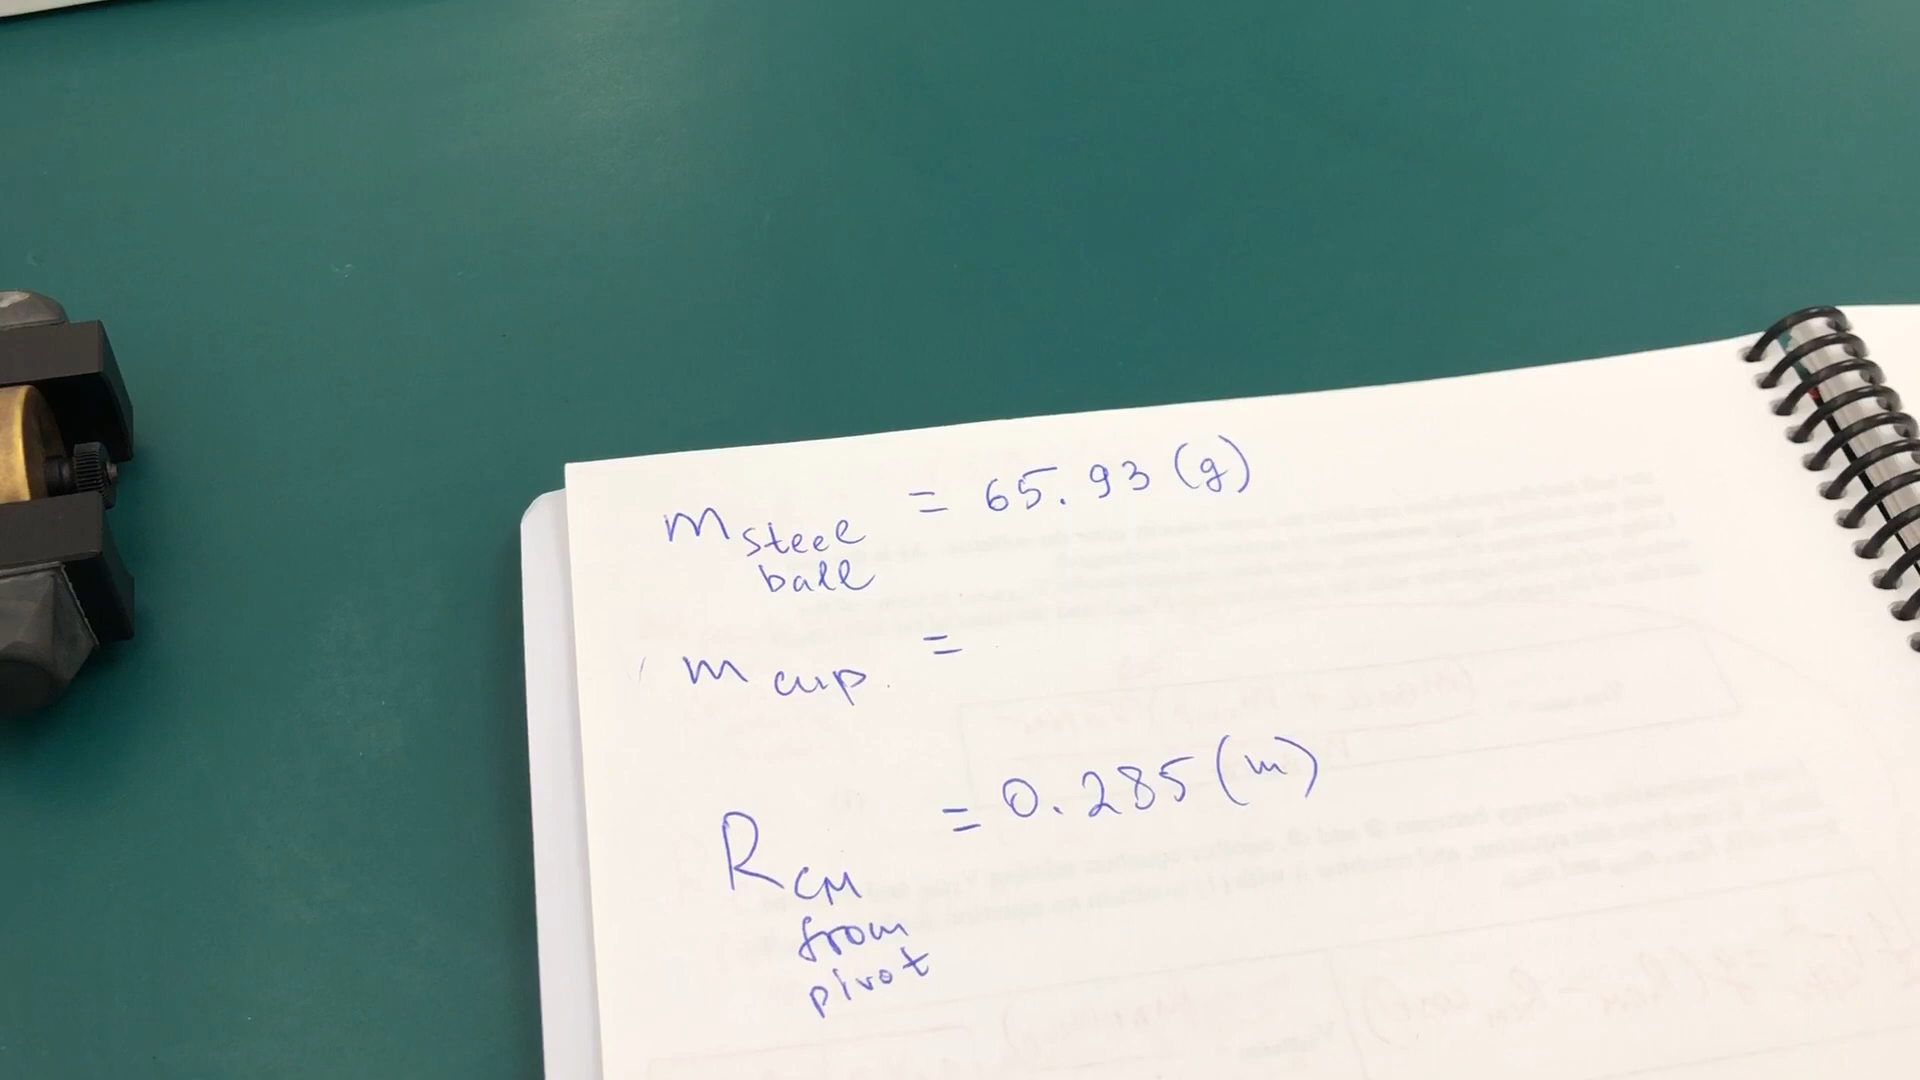 m steel ball = 65.93 (g)
m cup =
R CM from pivot = 0.285 (m)